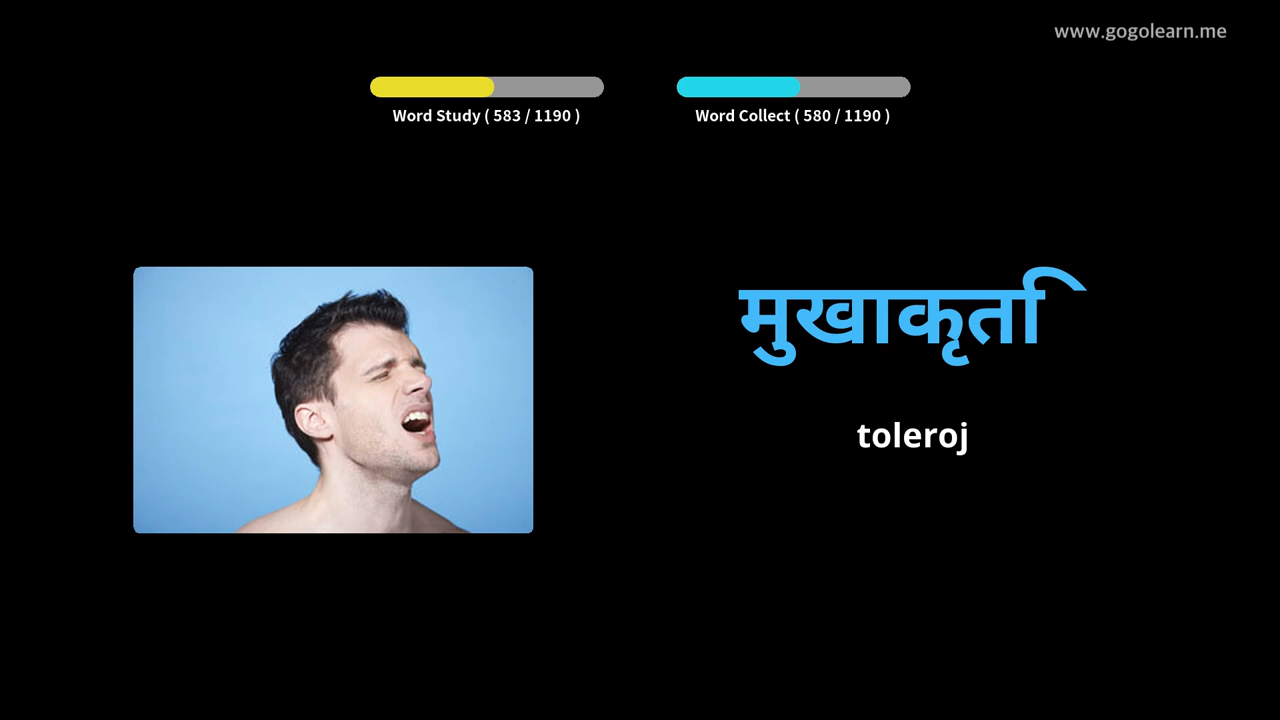 www.gogolearn.me
Word Study ( 583 / 1190 )
Word Collect ( 580 / 1190 )
मुखाकृति
toleroj